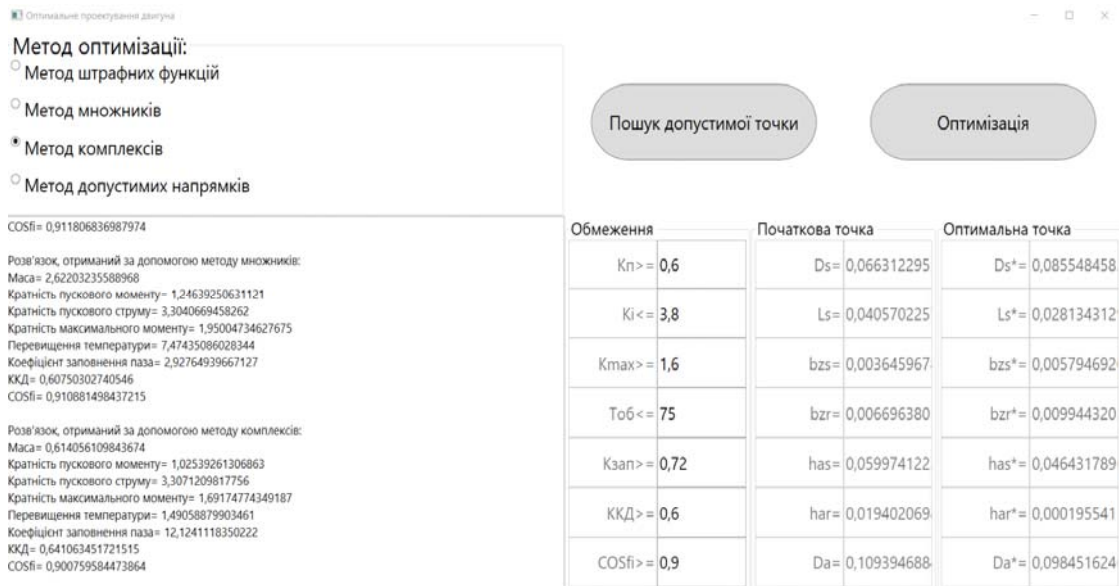 Оптимальне проектування двигуна
Метод оптимізації:
Метод штрафних функцій
Метод множників
Метод комплексів
Метод допустимих напрямків
Пошук допустимої точки
Оптимізація
COSfi= 0,911806836987974
Розв'язок, отриманий за допомогою методу множників:
Маса= 2,62203235588968
Кратність пускового моменту= 1,24639250631121
Кратність пускового струму= 3,3040669458262
Кратність максимального моменту= 1,95004734627675
Перевищення температури= 7,47435086028344
Коефіцієнт заповнення паза= 2,92764939667127
ККД= 0,60750302740546
COSfi= 0,910881498437215
Розв'язок, отриманий за допомогою методу комплексів:
Маса= 0,614056109843674
Кратність пускового моменту= 1,02539261306863
Кратність пускового струму= 3,3071209817756
Кратність максимального моменту= 1,69174774349187
Перевищення температури= 1,49058879903461
Коефіцієнт заповнення паза= 12,1241118350222
ККД= 0,641063451721515
COSfi= 0,900759584473864
Обмеження
Кп>= 0,6
Кі<= 3,8
Kmax>= 1,6
Тоб<= 75
Кзап>= 0,72
ККД>= 0,6
COSfi>= 0,9
Початкова точка
Ds= 0,066312295
Ls= 0,040570225
bzs= 0,003645967
bzr= 0,006696380
has= 0,059974122
har= 0,019402069
Da= 0,109394688
Оптимальна точка
Ds*= 0,085548458
Ls*= 0,028134312
bzs*= 0,005794692
bzr*= 0,009944320
has*= 0,046431789
har*= 0,000195541
Da*= 0,098451624